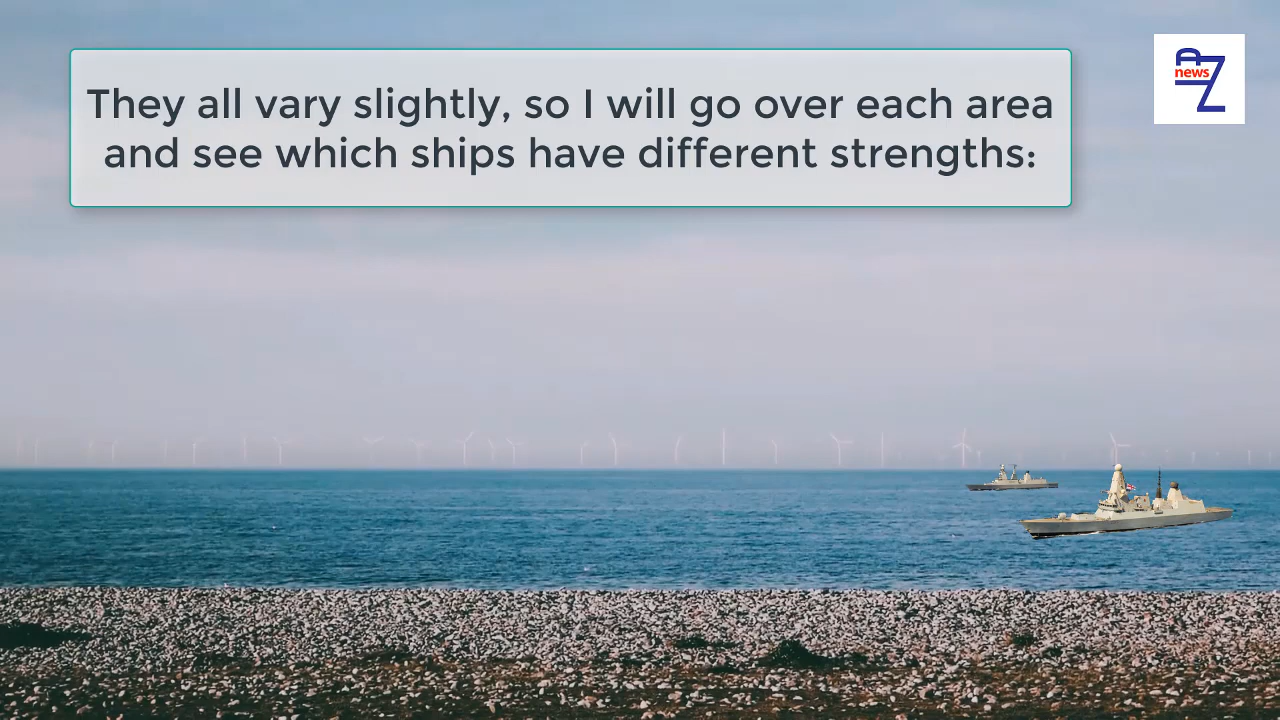 They all vary slightly, so I will go over each area
and see which ships have different strengths:
A
news
Z